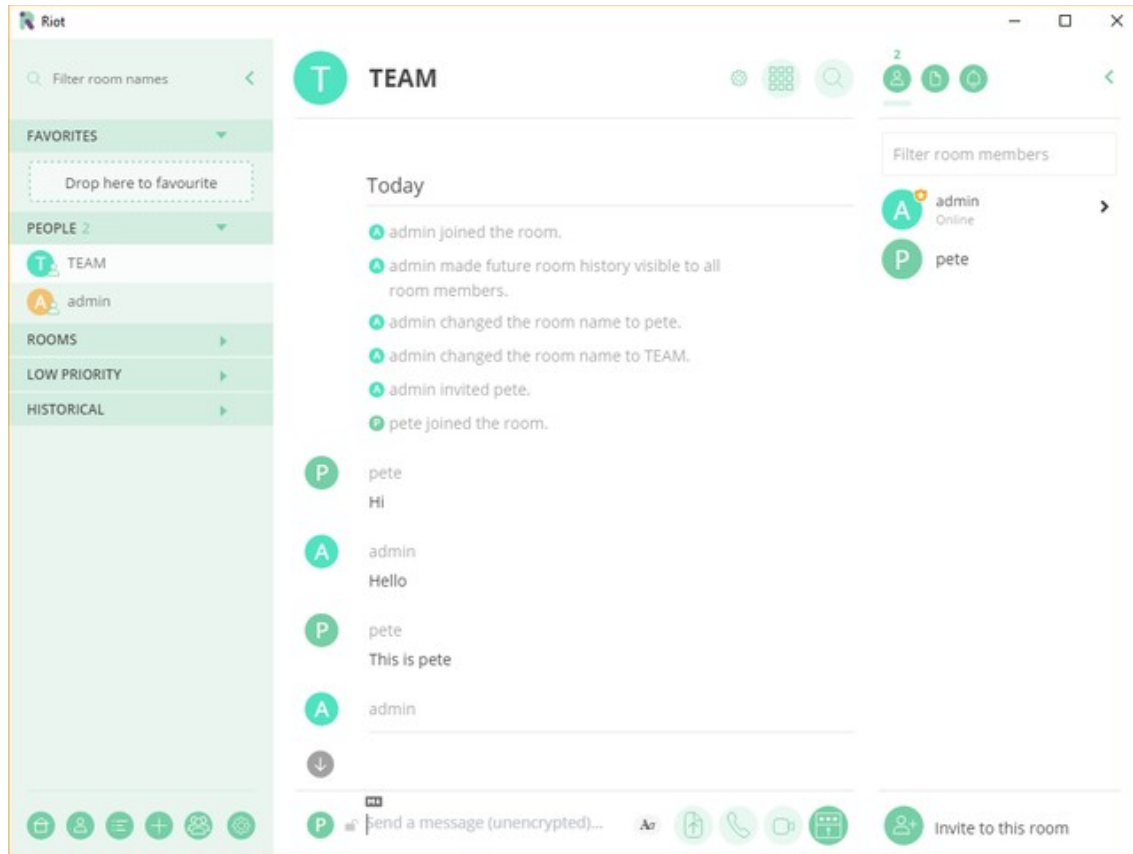 Riot
Filter room names
FAVORITES
Drop here to favourite
PEOPLE 2
T TEAM
A admin
ROOMS
LOW PRIORITY
HISTORICAL
T TEAM
Today
A admin joined the room.
A admin made future room history visible to all
room members.
A admin changed the room name to pete.
A admin changed the room name to TEAM.
A admin invited pete.
P pete joined the room.
P pete
Hi
A admin
Hello
P pete
This is pete
A admin
M
P Send a message (unencrypted)...
Aa
2
Filter room members
A admin
Online
P pete
Invite to this room